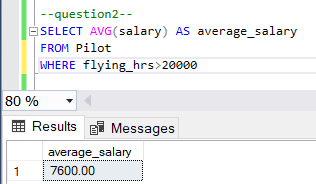 --question2--
SELECT AVG(salary) AS average_salary
FROM Pilot
WHERE flying_hrs>20000
80 %
Results Messages
average_salary
1 7600.00